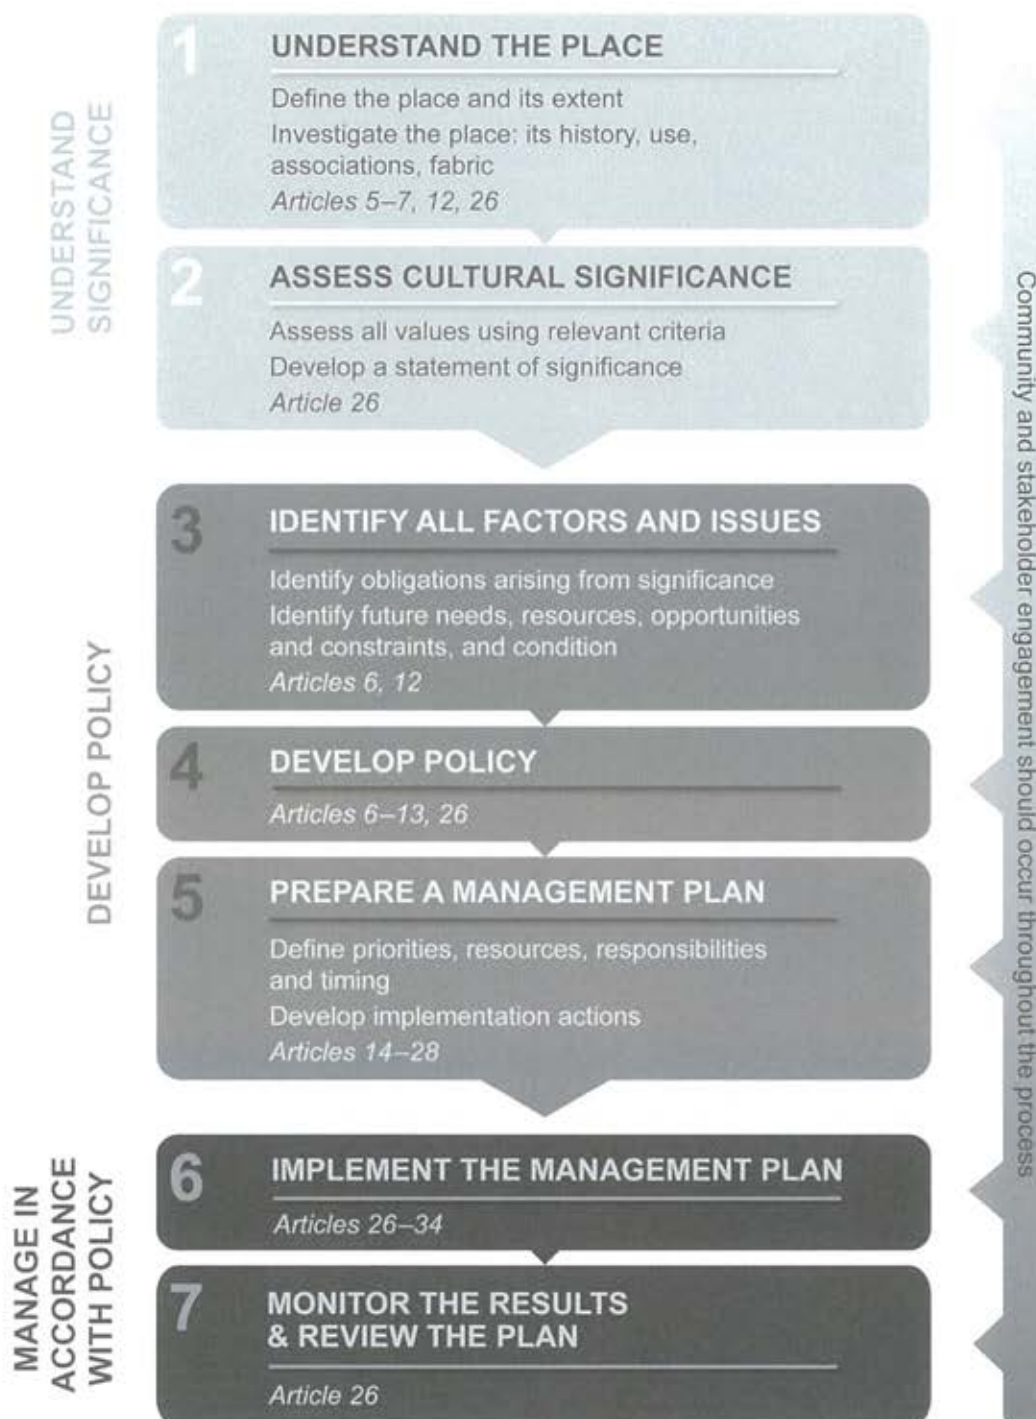 UNDERSTAND
SIGNIFICANCE
1
UNDERSTAND THE PLACE
Define the place and its extent
Investigate the place: its history, use,
associations, fabric
Articles 5–7, 12, 26
2
ASSESS CULTURAL SIGNIFICANCE
Assess all values using relevant criteria
Develop a statement of significance
Article 26
DEVELOP POLICY
3
IDENTIFY ALL FACTORS AND ISSUES
Identify obligations arising from significance
Identify future needs, resources, opportunities
and constraints, and condition
Articles 6, 12
4
DEVELOP POLICY
Articles 6–13, 26
5
PREPARE A MANAGEMENT PLAN
Define priorities, resources, responsibilities
and timing
Develop implementation actions
Articles 14–28
MANAGE IN
ACCORDANCE
WITH POLICY
6
IMPLEMENT THE MANAGEMENT PLAN
Articles 26–34
7
MONITOR THE RESULTS
& REVIEW THE PLAN
Article 26
Community and stakeholder engagement should occur throughout the process